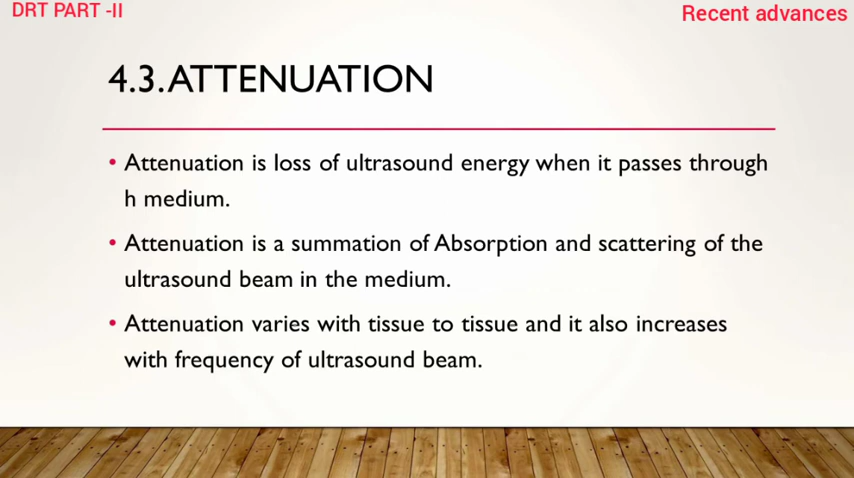 DRT PART -II
Recent advances
4.3.ATTENUATION
• Attenuation is loss of ultrasound energy when it passes through
h medium.
• Attenuation is a summation of Absorption and scattering of the
ultrasound beam in the medium.
• Attenuation varies with tissue to tissue and it also increases
with frequency of ultrasound beam.